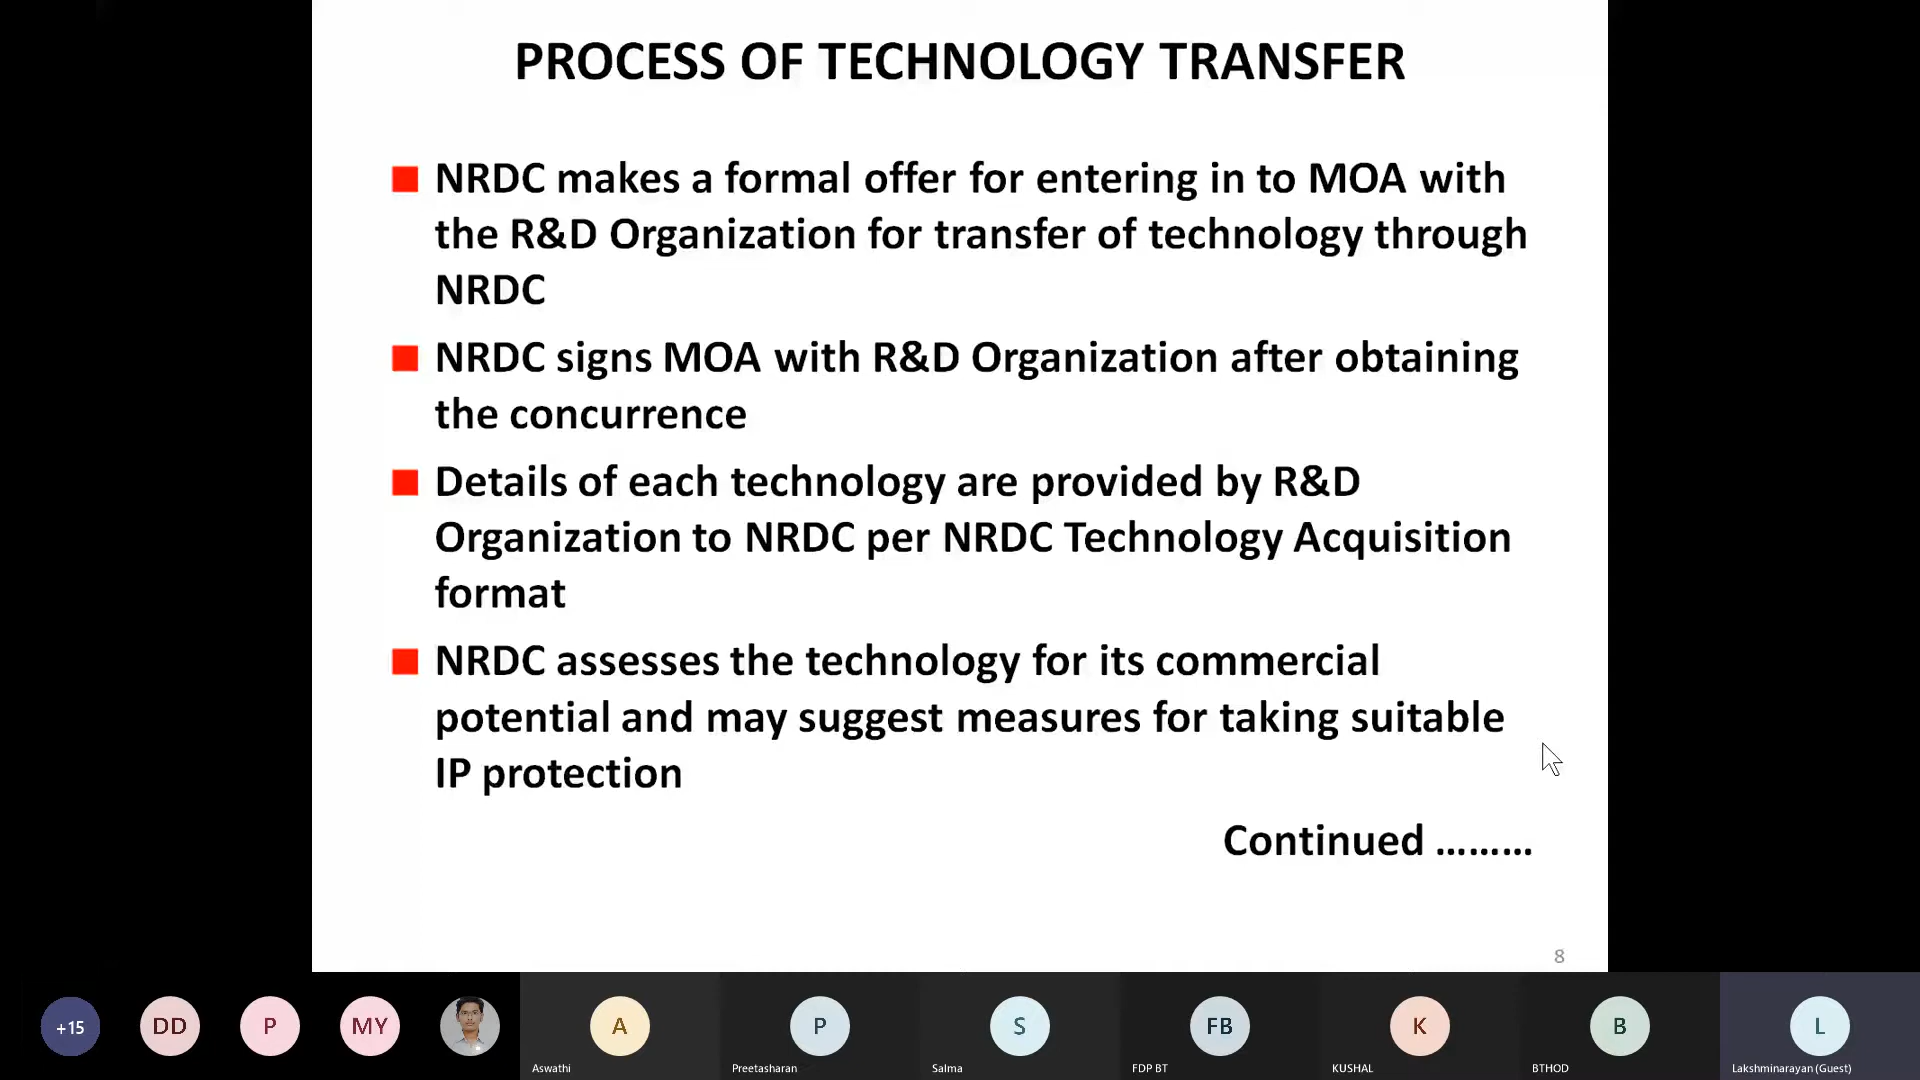 PROCESS OF TECHNOLOGY TRANSFER
NRDC makes a formal offer for entering in to MOA with
the R&D Organization for transfer of technology through
NRDC
NRDC signs MOA with R&D Organization after obtaining
the concurrence
Details of each technology are provided by R&D
Organization to NRDC per NRDC Technology Acquisition
format
NRDC assesses the technology for its commercial
potential and may suggest measures for taking suitable
IP protection
Continued .........
8
+15
DD
P
MY
A
P
S
FB
K
B
L
Aswathi
Preetasharan
Salma
FDP BT
KUSHAL
BTHOD
Lakshminarayan (Guest)